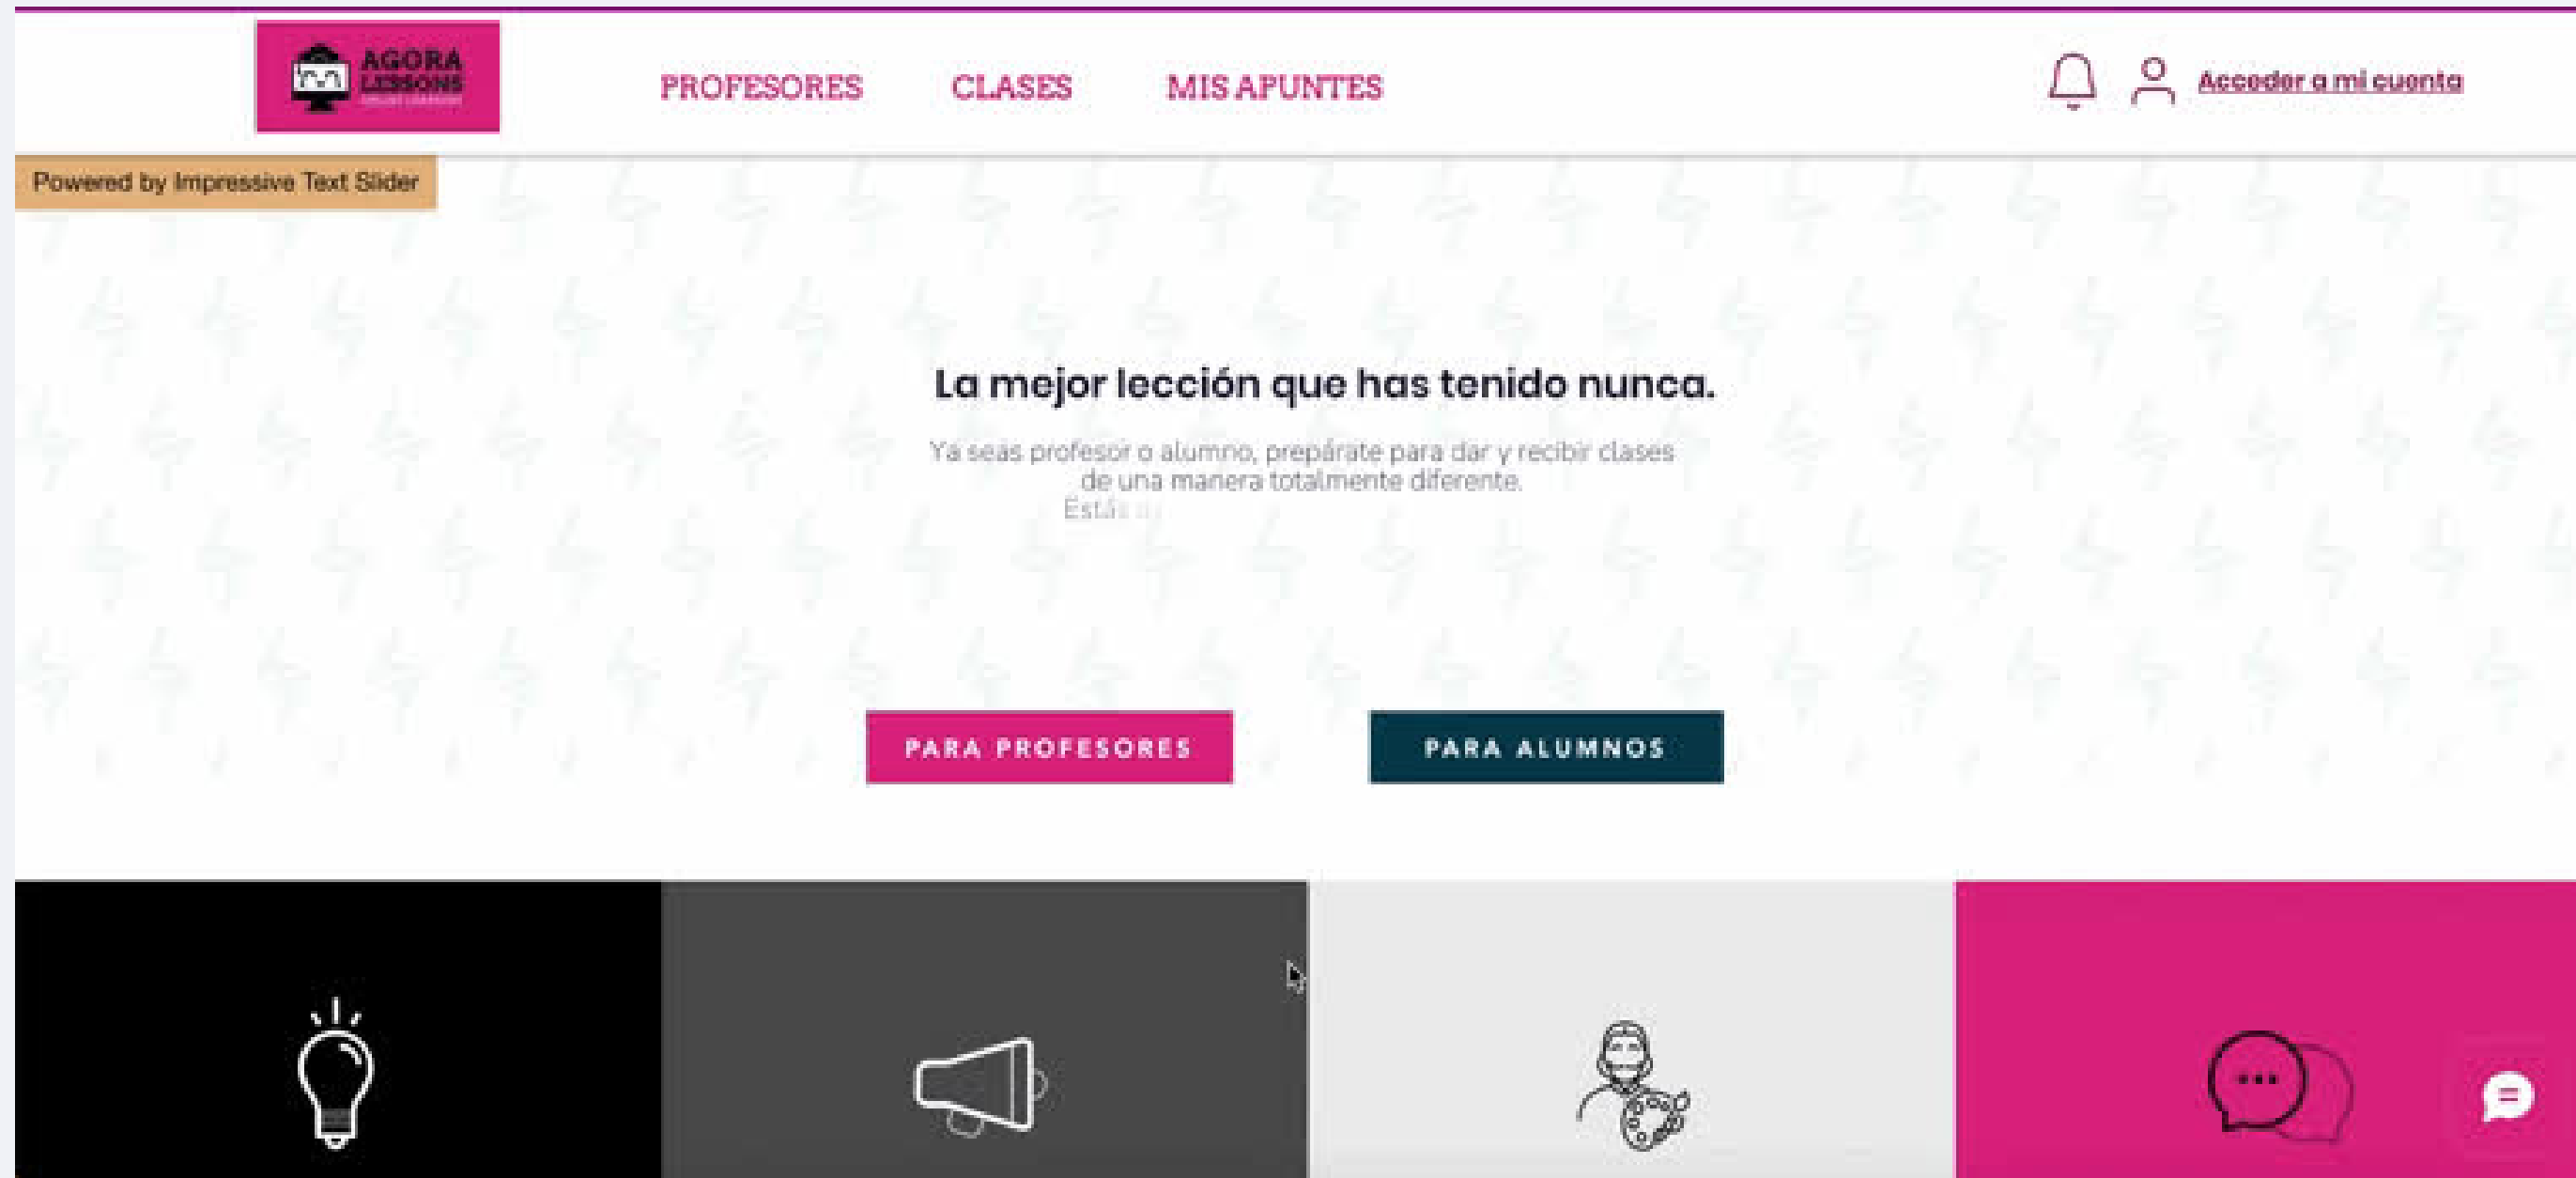 AGORA
LESSONS
PROFESORES
CLASES
MIS APUNTES
Acceder a mi cuenta
Powered by Impressive Text Slider
La mejor lección que has tenido nunca.
Ya seas profesor o alumno, prepárate para dar y recibir clases
de una manera totalmente diferente.
Estás
PARA PROFESORES
PARA ALUMNOS